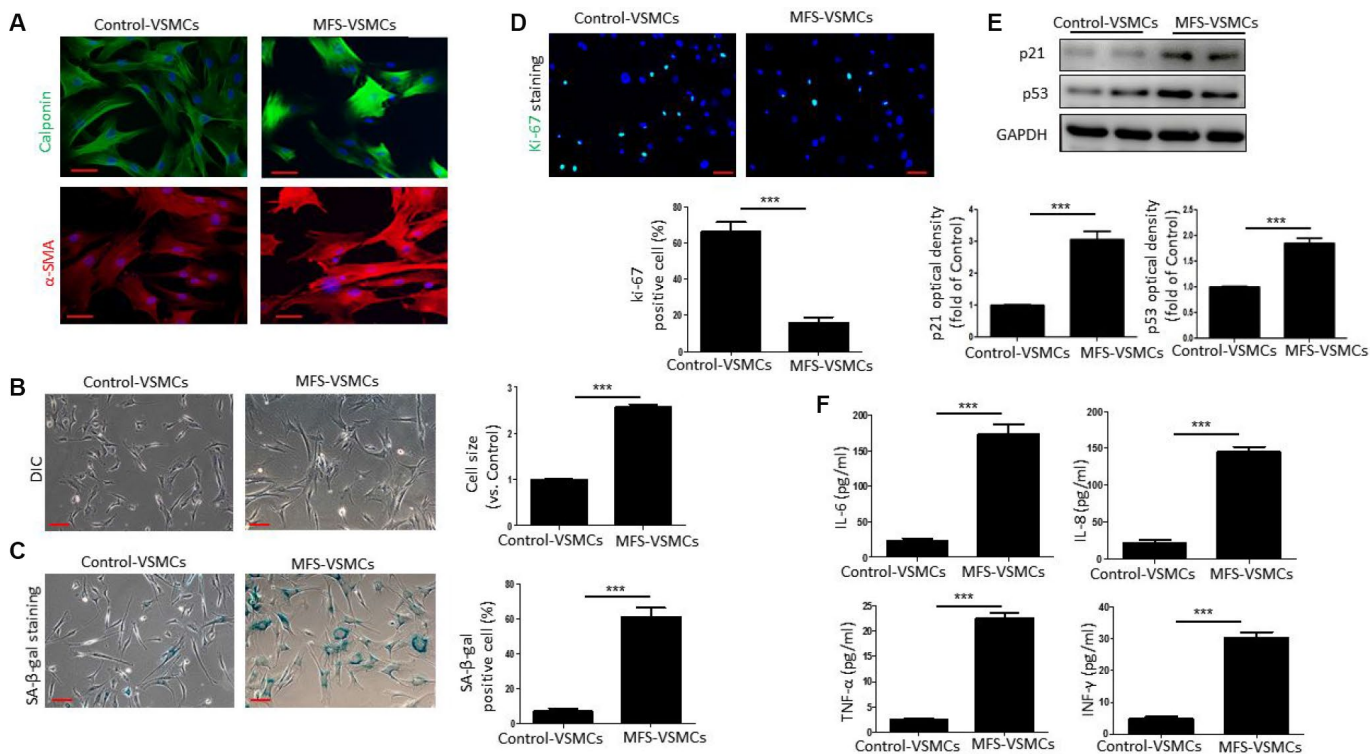 A
Control-VSMCs
MFS-VSMCs
Calponin
α-SMA
B
Control-VSMCs
MFS-VSMCs
DIC
Cell size
(vs. Control)
3
2
1
0
***
Control-VSMCs
MFS-VSMCs
C
Control-VSMCs
MFS-VSMCs
SA-β-gal staining
SA-β-gal
positive cell (%)
80
60
40
20
0
***
Control-VSMCs
MFS-VSMCs
D
Control-VSMCs
MFS-VSMCs
Ki-67 staining
ki-67
positive cell (%)
80
60
40
20
0
***
Control-VSMCs
MFS-VSMCs
E
Control-VSMCs
MFS-VSMCs
p21
p53
GAPDH
p21 optical density
(fold of Control)
4
3
2
1
0
***
Control-VSMCs
MFS-VSMCs
p53 optical density
(fold of Control)
2.5
2.0
1.5
1.0
0.5
0.0
***
Control-VSMCs
MFS-VSMCs
F
IL-6 (pg/ml)
200
150
100
50
0
***
Control-VSMCs
MFS-VSMCs
IL-8 (pg/ml)
200
150
100
50
0
***
Control-VSMCs
MFS-VSMCs
TNF-α (pg/ml)
25
20
15
10
5
0
***
Control-VSMCs
MFS-VSMCs
INF-γ (pg/ml)
40
30
20
10
0
***
Control-VSMCs
MFS-VSMCs